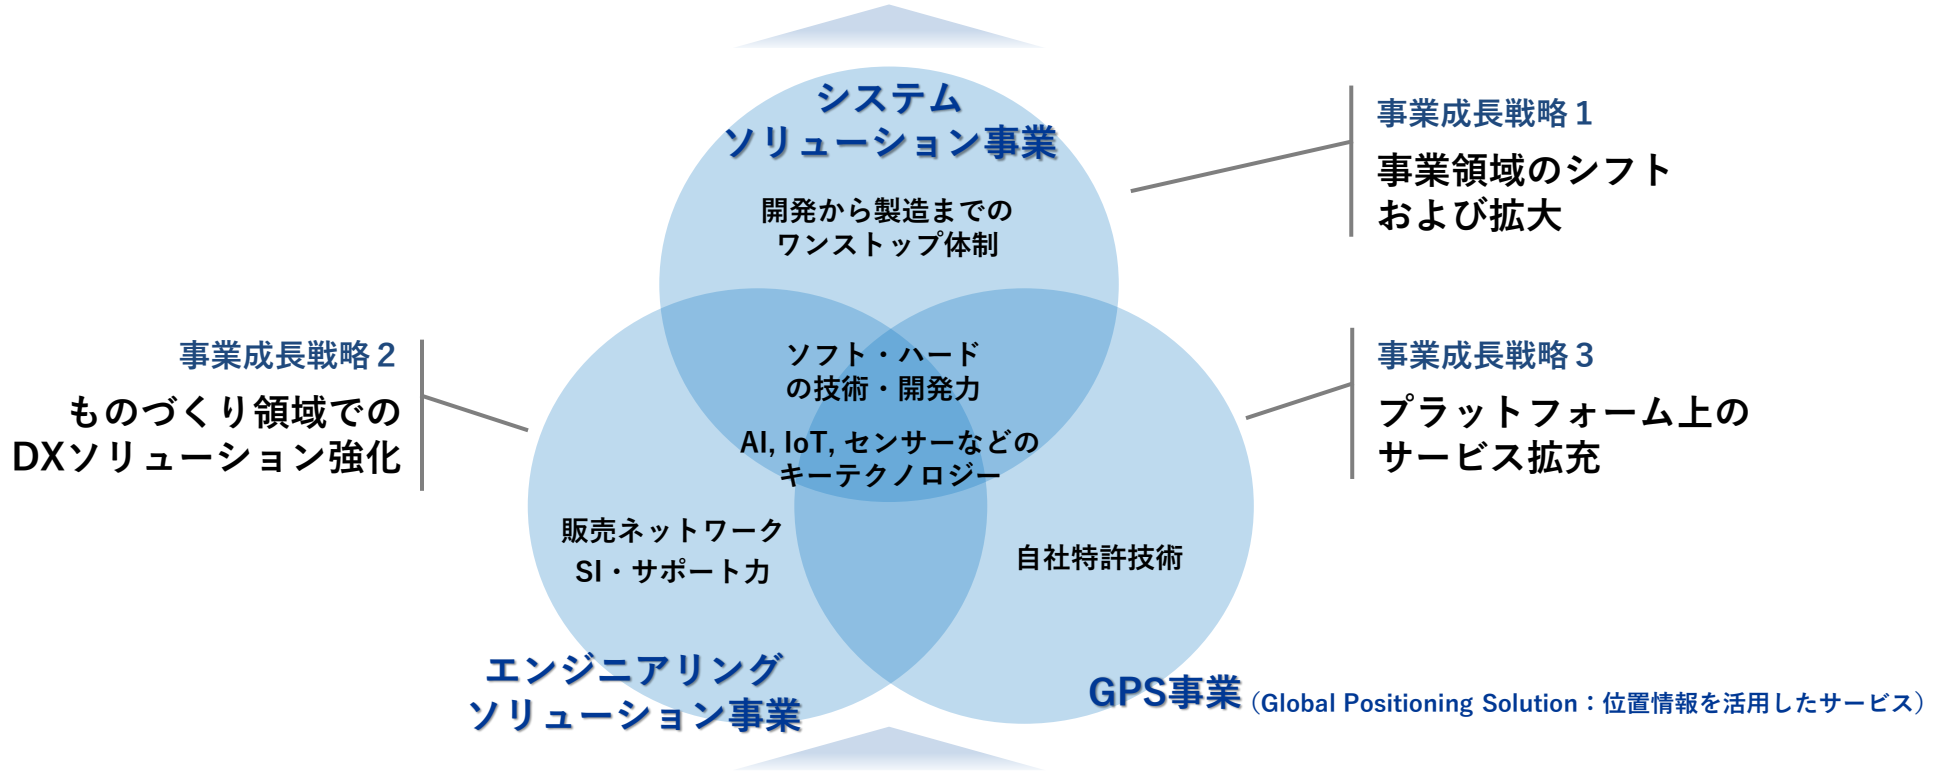 システム
ソリューション事業
開発から製造までの
ワンストップ体制
事業成長戦略1
事業領域のシフト
および拡大
事業成長戦略2
ものづくり領域での
DXソリューション強化
ソフト・ハード
の技術・開発力
AI, IoT, センサーなどの
キーテクノロジー
事業成長戦略3
プラットフォーム上の
サービス拡充
販売ネットワーク
SI・サポート力
自社特許技術
エンジニアリング
ソリューション事業
GPS事業（Global Positioning Solution：位置情報を活用したサービス）